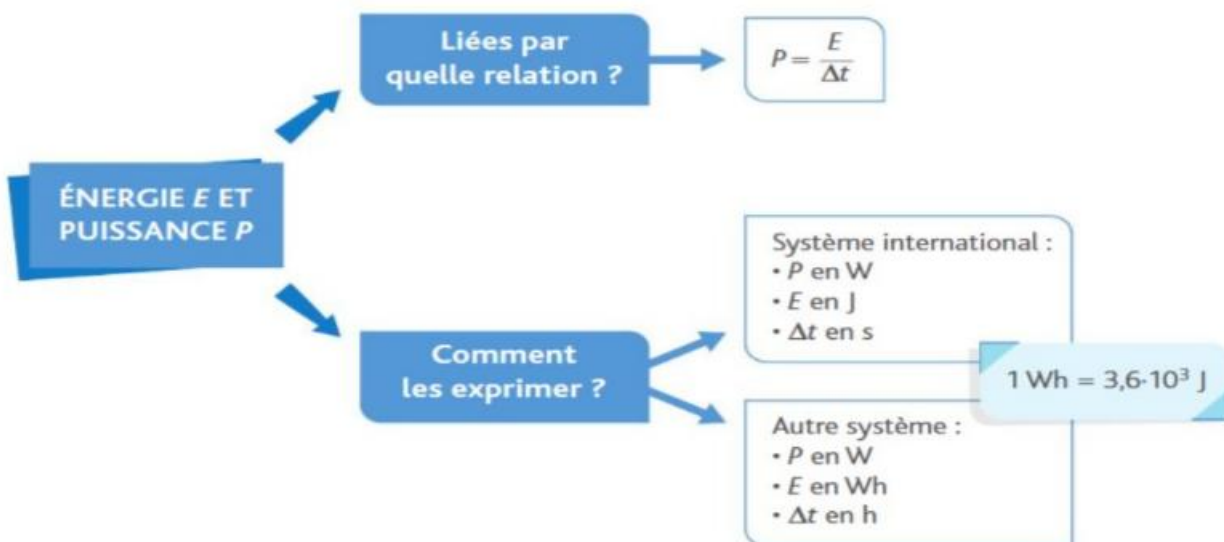 Liées par
quelle relation ?
P = E / Δt
ÉNERGIE E ET
PUISSANCE P
Comment
les exprimer ?
Système international :
• P en W
• E en J
• Δt en s
1 Wh = 3,6·10³ J
Autre système :
• P en W
• E en Wh
• Δt en h